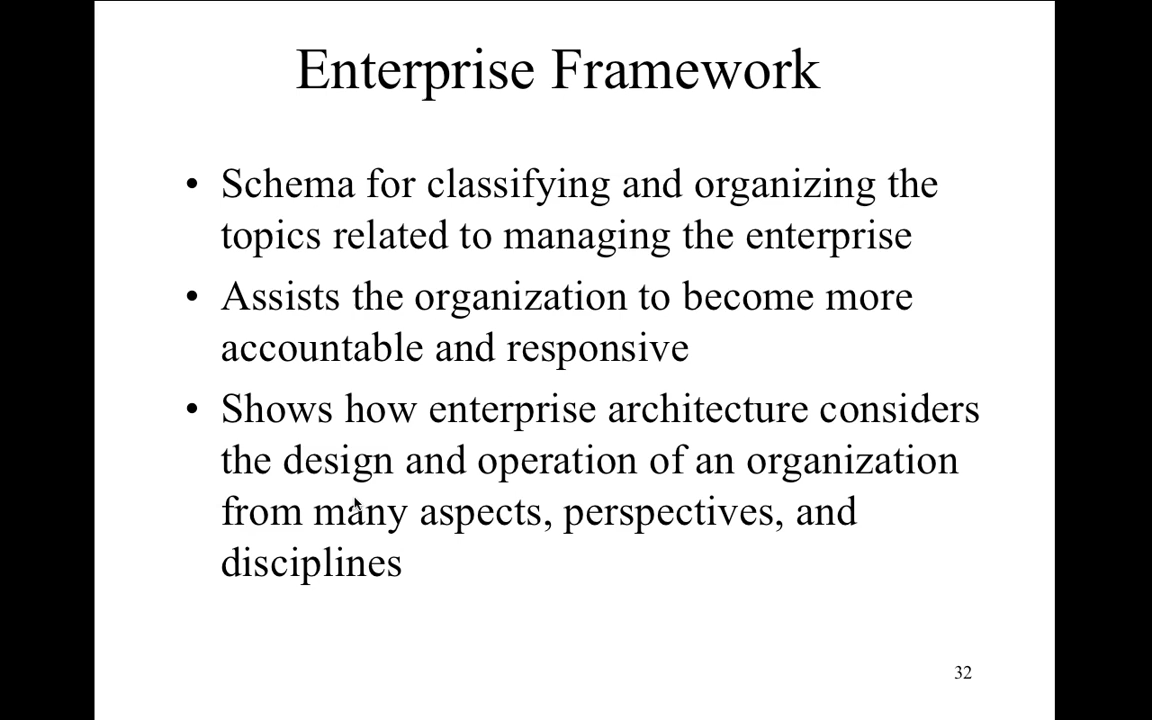 Enterprise Framework
• Schema for classifying and organizing the
topics related to managing the enterprise
• Assists the organization to become more
accountable and responsive
• Shows how enterprise architecture considers
the design and operation of an organization
from many aspects, perspectives, and
disciplines
32